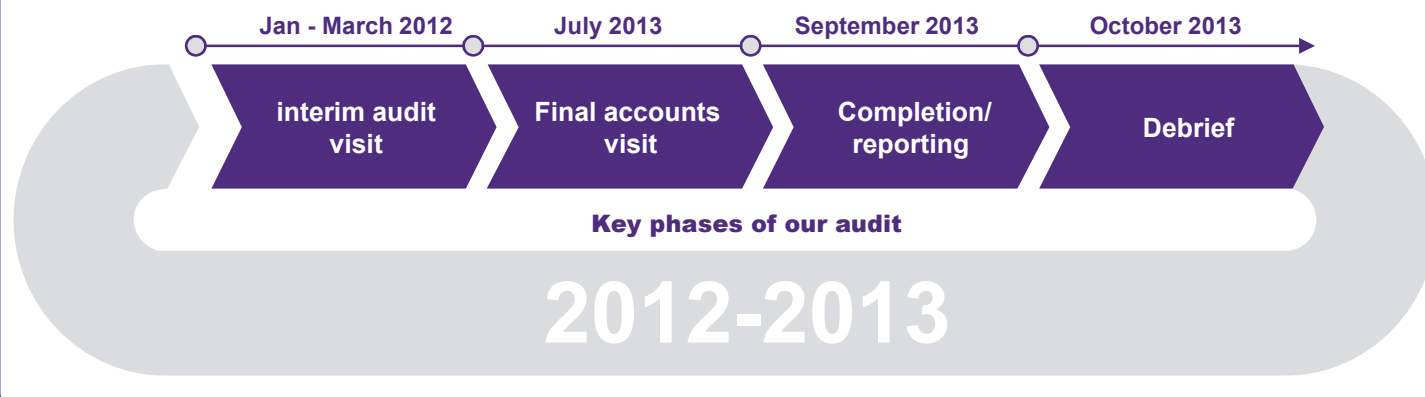 Jan - March 2012
July 2013
September 2013
October 2013
interim audit
visit
Final accounts
visit
Completion/
reporting
Debrief
Key phases of our audit
2012-2013